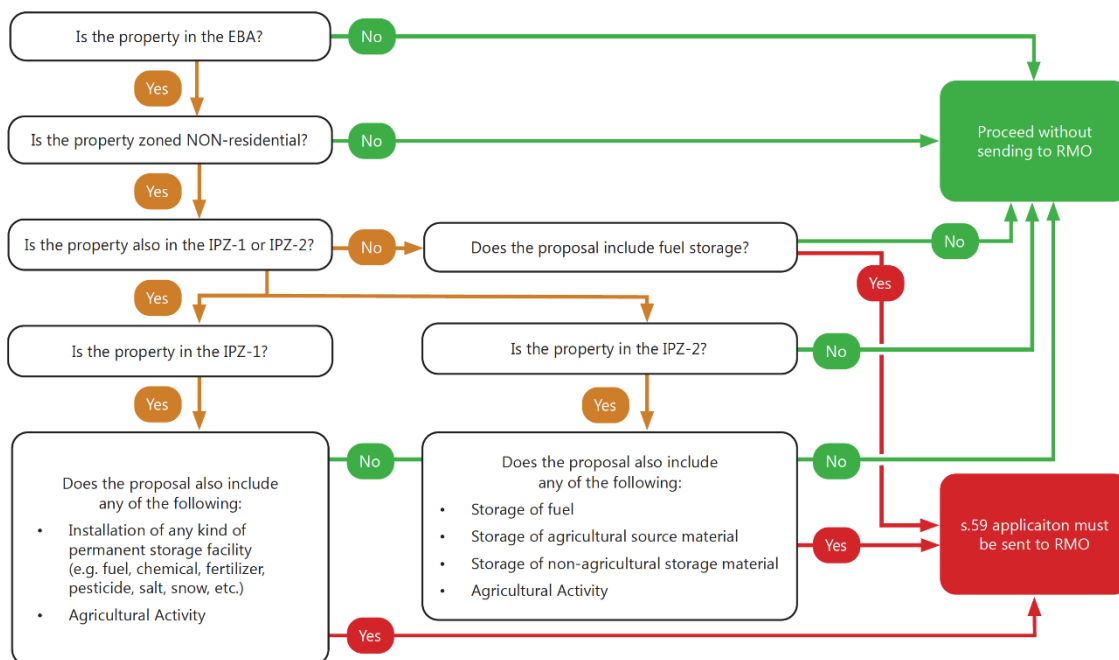 Is the property in the EBA?
No
Yes
Is the property zoned NON-residential?
No
Proceed without
sending to RMO
Yes
Is the property also in the IPZ-1 or IPZ-2?
No
Does the proposal include fuel storage?
No
Yes
Yes
Is the property in the IPZ-1?
Is the property in the IPZ-2?
No
Yes
Yes
Does the proposal also include
any of the following:
• Installation of any kind of
permanent storage facility
(e.g. fuel, chemical, fertilizer,
pesticide, salt, snow, etc.)
• Agricultural Activity
No
Yes
Does the proposal also include
any of the following:
• Storage of fuel
• Storage of agricultural source material
• Storage of non-agricultural storage material
• Agricultural Activity
No
Yes
s.59 applicaiton must
be sent to RMO